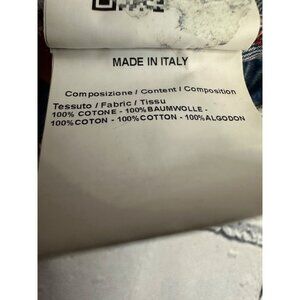 MADE IN ITALY
Composizione / Content / Composition
Tessuto / Fabric / Tissu
100% COTONE - 100%BAUMWOLLE -
100%COTON - 100%COTTON - 100%ALGODON